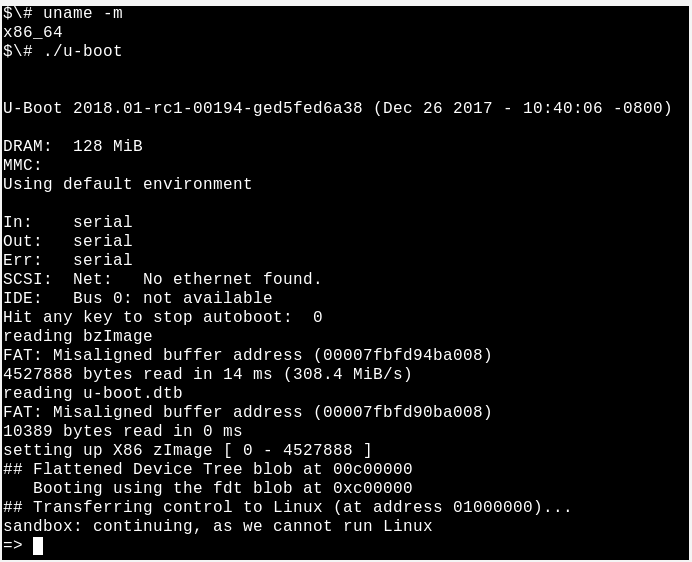 $\# uname -m
x86_64
$\# ./u-boot
U-Boot 2018.01-rc1-00194-ged5fed6a38 (Dec 26 2017 - 10:40:06 -0800)
DRAM:  128 MiB
MMC:
Using default environment
In:    serial
Out:   serial
Err:   serial
SCSI:  Net:   No ethernet found.
IDE:   Bus 0: not available
Hit any key to stop autoboot:  0
reading bzImage
FAT: Misaligned buffer address (00007fbfd94ba008)
4527888 bytes read in 14 ms (308.4 MiB/s)
reading u-boot.dtb
FAT: Misaligned buffer address (00007fbfd90ba008)
10389 bytes read in 0 ms
setting up X86 zImage [ 0 - 4527888 ]
## Flattened Device Tree blob at 00c00000
   Booting using the fdt blob at 0xc00000
## Transferring control to Linux (at address 01000000)...
sandbox: continuing, as we cannot run Linux
=>